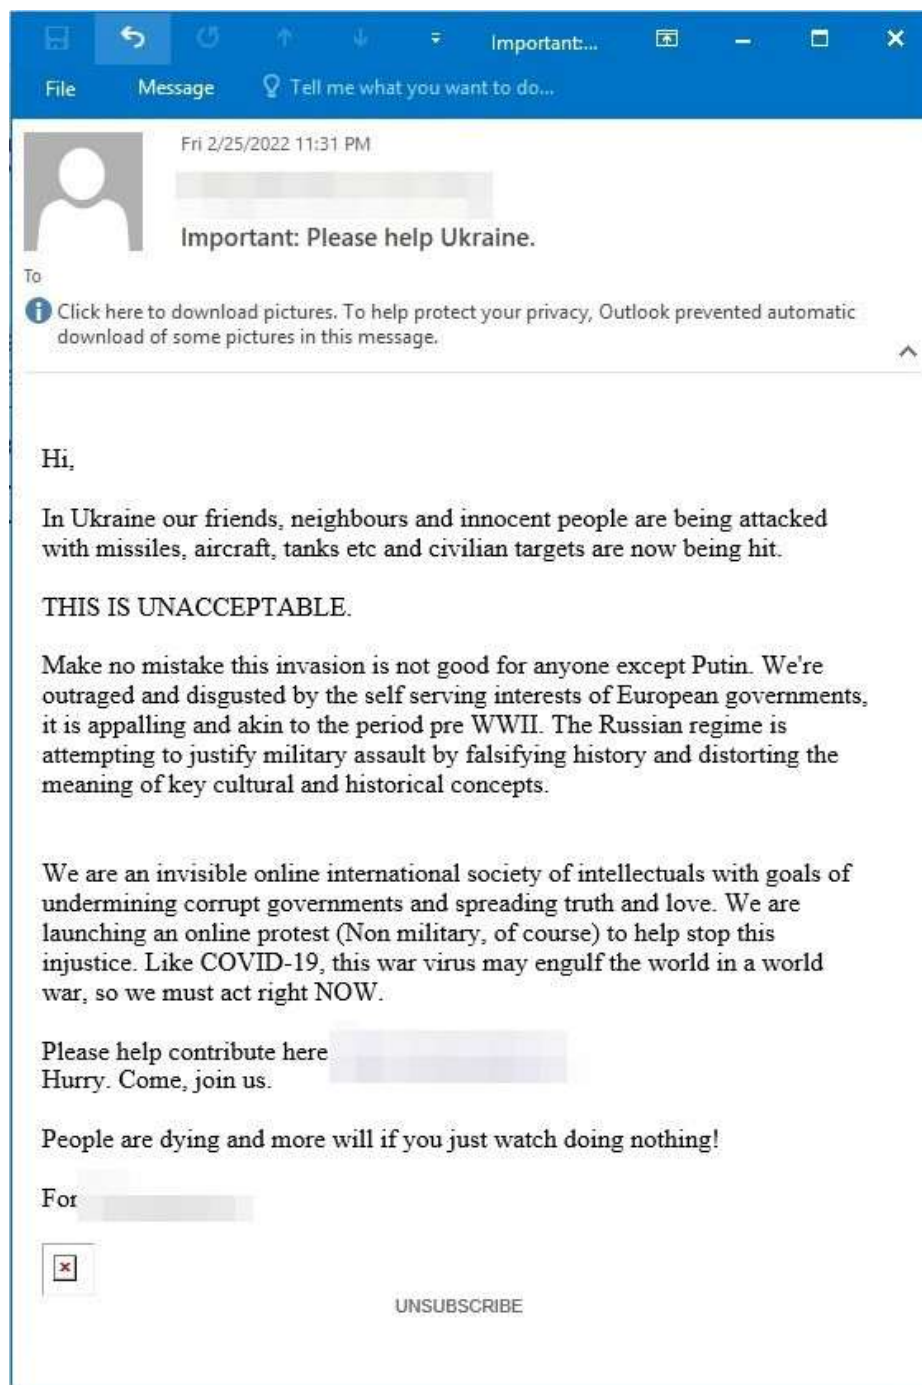 Important:...
File Message Tell me what you want to do...
Fri 2/25/2022 11:31 PM
Important: Please help Ukraine.
To
Click here to download pictures. To help protect your privacy, Outlook prevented automatic
download of some pictures in this message.
Hi,
In Ukraine our friends, neighbours and innocent people are being attacked
with missiles, aircraft, tanks etc and civilian targets are now being hit.
THIS IS UNACCEPTABLE.
Make no mistake this invasion is not good for anyone except Putin. We're
outraged and disgusted by the self serving interests of European governments,
it is appalling and akin to the period pre WWII. The Russian regime is
attempting to justify military assault by falsifying history and distorting the
meaning of key cultural and historical concepts.
We are an invisible online international society of intellectuals with goals of
undermining corrupt governments and spreading truth and love. We are
launching an online protest (Non military, of course) to help stop this
injustice. Like COVID-19, this war virus may engulf the world in a world
war, so we must act right NOW.
Please help contribute here
Hurry. Come, join us.
People are dying and more will if you just watch doing nothing!
For
UNSUBSCRIBE